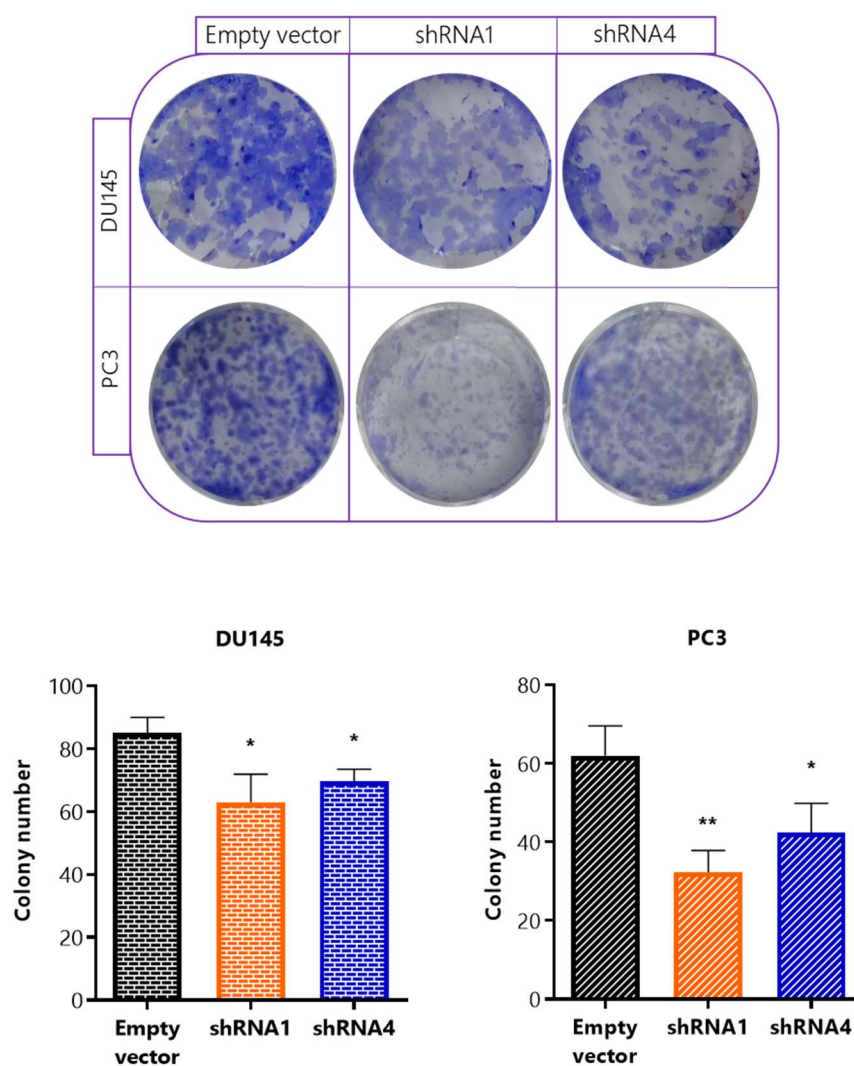 Empty vector shRNA1 shRNA4
DU145
PC3
DU145
100
80
60
40
20
0
Colony number
*
*
Empty vector
shRNA1
shRNA4
PC3
80
60
40
20
0
Colony number
**
*
Empty vector
shRNA1
shRNA4